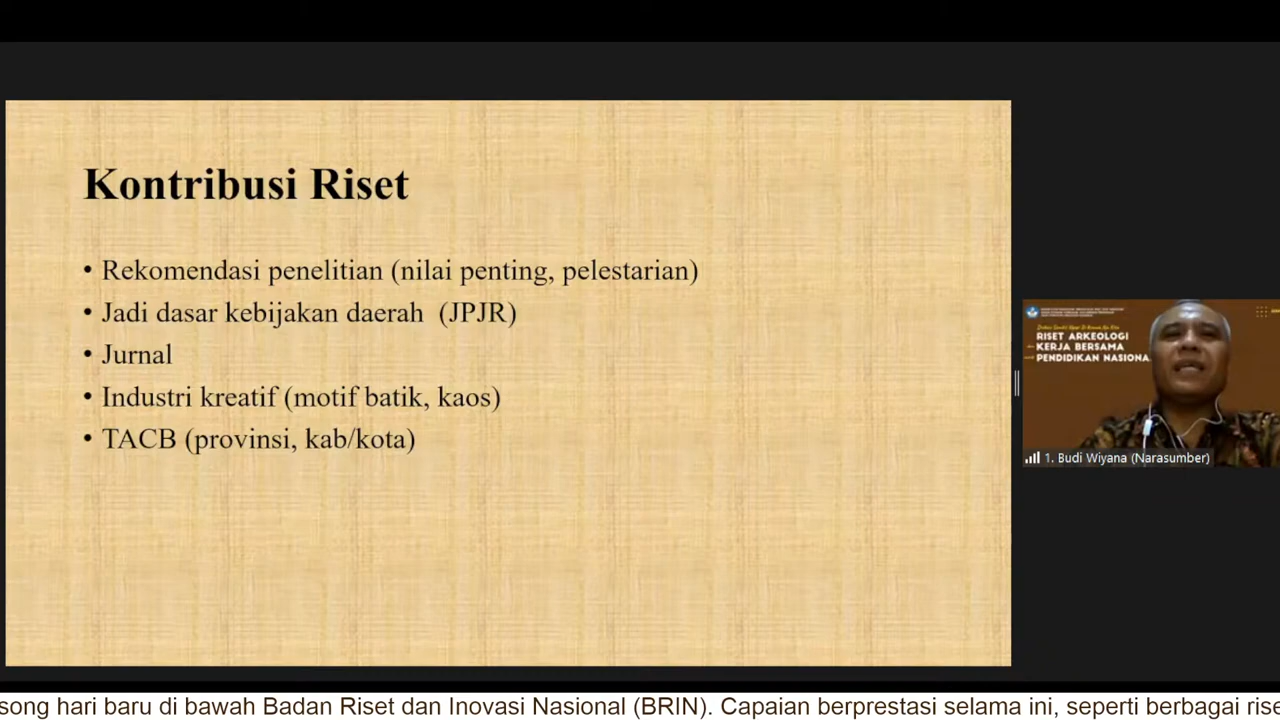 Kontribusi Riset
• Rekomendasi penelitian (nilai penting, pelestarian)
• Jadi dasar kebijakan daerah (JPJR)
• Jurnal
• Industri kreatif (motif batik, kaos)
• TACB (provinsi, kab/kota)
RISET ARKEOLOGI
KERJA BERSAMA
PENDIDIKAN NASIONA
1. Budi Wiyana (Narasumber)
song hari baru di bawah Badan Riset dan Inovasi Nasional (BRIN). Capaian berprestasi selama ini, seperti berbagai rise